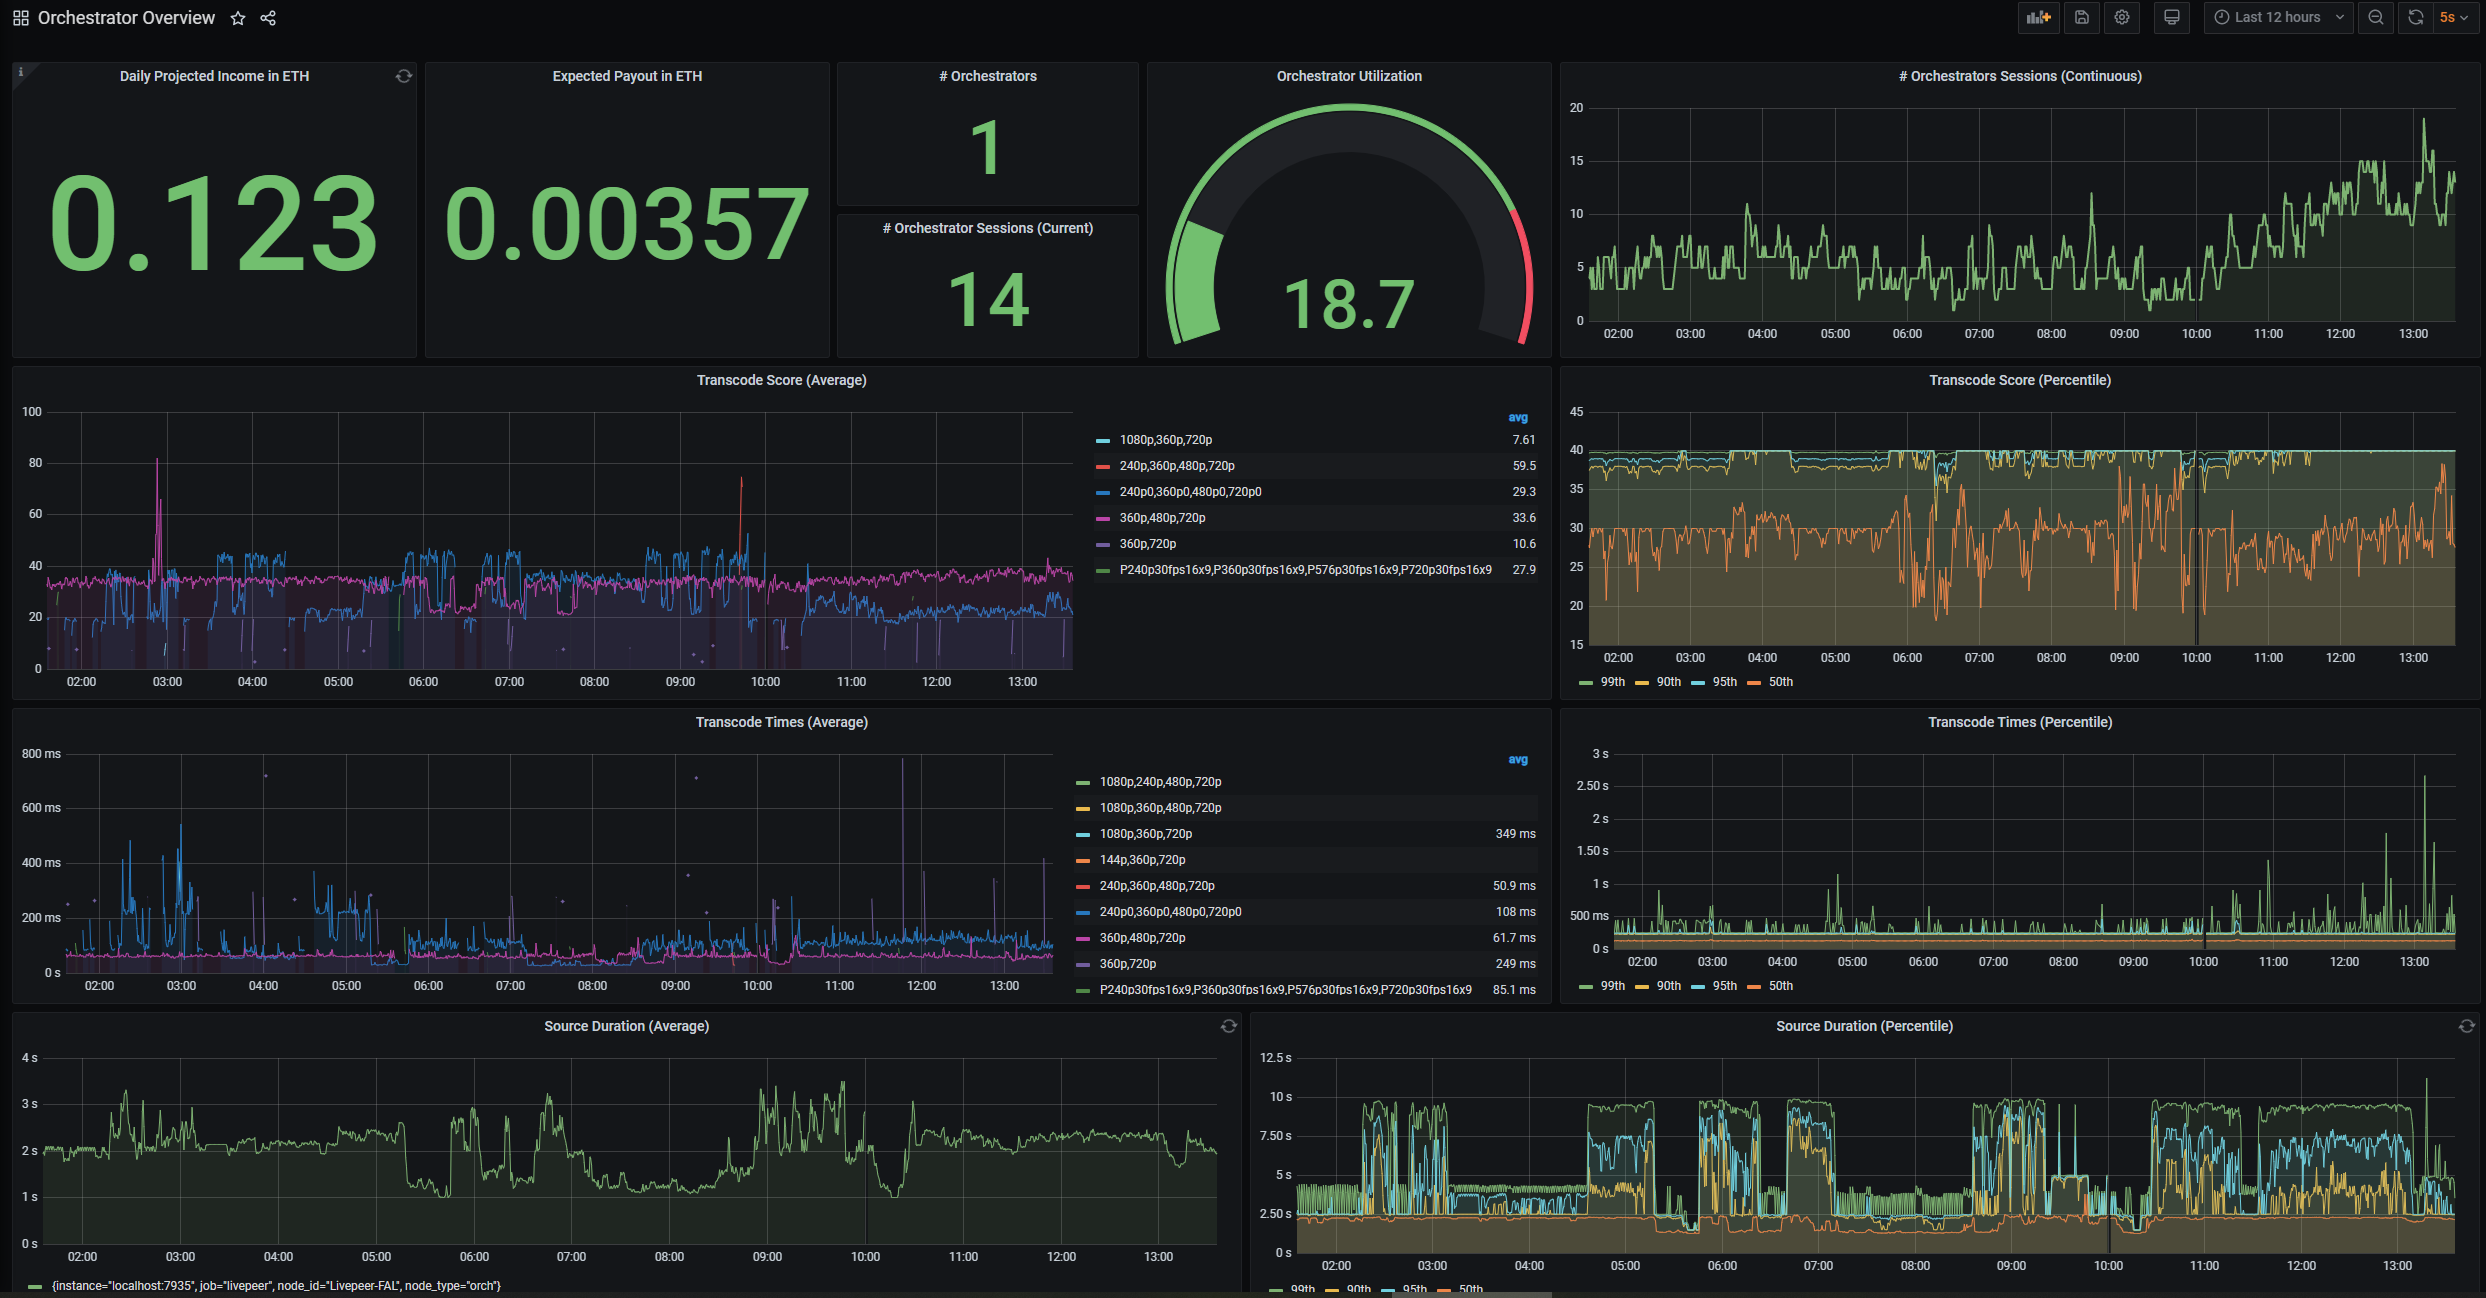 Orchestrator Overview
Last 12 hours
5s
Daily Projected Income in ETH
0.123
Expected Payout in ETH
0.00357
# Orchestrators
1
# Orchestrator Sessions (Current)
14
Orchestrator Utilization
18.7
# Orchestrators Sessions (Continuous)
20
15
10
5
0
02:00 03:00 04:00 05:00 06:00 07:00 08:00 09:00 10:00 11:00 12:00 13:00
Transcode Score (Average)
100
80
60
40
20
0
02:00 03:00 04:00 05:00 06:00 07:00 08:00 09:00 10:00 11:00 12:00 13:00
avg
1080p,360p,720p 7.61
240p,360p,480p,720p 59.5
240p0,360p0,480p0,720p0 29.3
360p,480p,720p 33.6
360p,720p 10.6
P240p30fps16x9,P360p30fps16x9,P576p30fps16x9,P720p30fps16x9 27.9
Transcode Score (Percentile)
45
40
35
30
25
20
15
02:00 03:00 04:00 05:00 06:00 07:00 08:00 09:00 10:00 11:00 12:00 13:00
99th 90th 95th 50th
Transcode Times (Average)
800 ms
600 ms
400 ms
200 ms
0 s
02:00 03:00 04:00 05:00 06:00 07:00 08:00 09:00 10:00 11:00 12:00 13:00
avg
1080p,240p,480p,720p
1080p,360p,480p,720p
1080p,360p,720p 349 ms
144p,360p,720p
240p,360p,480p,720p 50.9 ms
240p0,360p0,480p0,720p0 108 ms
360p,480p,720p 61.7 ms
360p,720p 249 ms
P240p30fps16x9,P360p30fps16x9,P576p30fps16x9,P720p30fps16x9 85.1 ms
Transcode Times (Percentile)
3 s
2.50 s
2 s
1.50 s
1 s
500 ms
0 s
02:00 03:00 04:00 05:00 06:00 07:00 08:00 09:00 10:00 11:00 12:00 13:00
99th 90th 95th 50th
Source Duration (Average)
4 s
3 s
2 s
1 s
0 s
02:00 03:00 04:00 05:00 06:00 07:00 08:00 09:00 10:00 11:00 12:00 13:00
{instance="localhost:7935", job="livepeer", node_id="Livepeer-FAL", node_type="orch"}
Source Duration (Percentile)
12.5 s
10 s
7.50 s
5 s
2.50 s
0 s
02:00 03:00 04:00 05:00 06:00 07:00 08:00 09:00 10:00 11:00 12:00 13:00
99th 90th 95th 50th